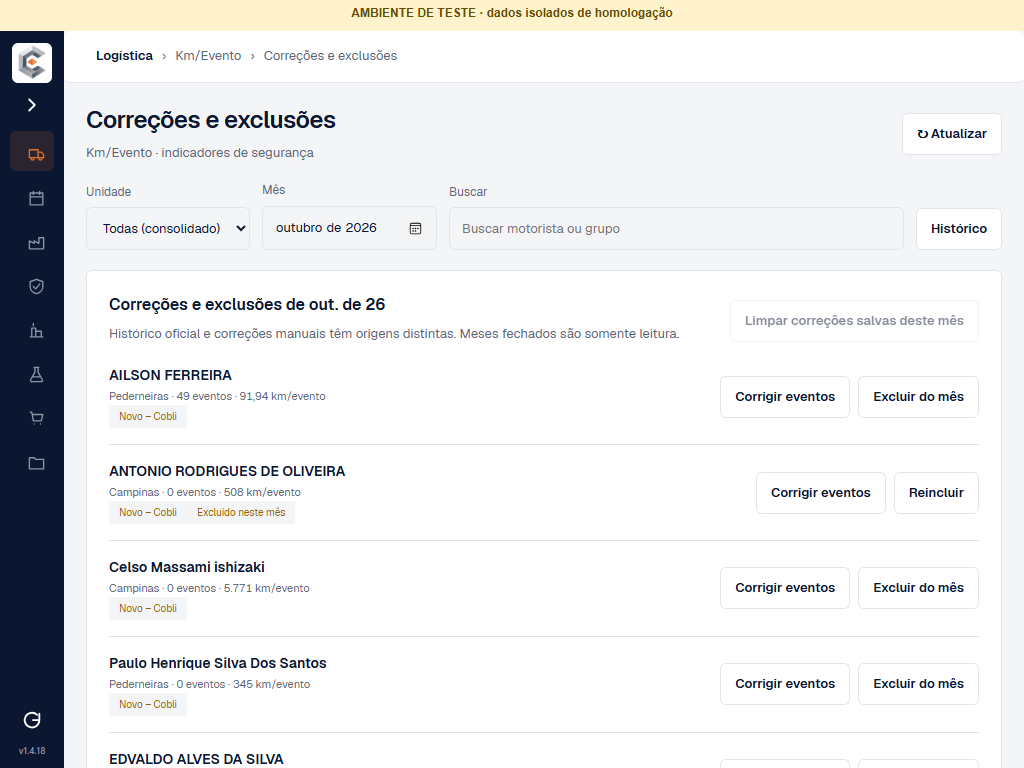 AMBIENTE DE TESTE · dados isolados de homologação
Logística › Km/Evento › Correções e exclusões
Correções e exclusões
Km/Evento · indicadores de segurança
↻ Atualizar
Unidade
Mês
Buscar
Todas (consolidado)
outubro de 2026
Buscar motorista ou grupo
Histórico
Correções e exclusões de out. de 26
Histórico oficial e correções manuais têm origens distintas. Meses fechados são somente leitura.
Limpar correções salvas deste mês
AILSON FERREIRA
Pederneiras · 49 eventos · 91,94 km/evento
Novo – Cobli
Corrigir eventos
Excluir do mês
ANTONIO RODRIGUES DE OLIVEIRA
Campinas · 0 eventos · 508 km/evento
Novo – Cobli
Excluído neste mês
Corrigir eventos
Reincluir
Celso Massami ishizaki
Campinas · 0 eventos · 5.771 km/evento
Novo – Cobli
Corrigir eventos
Excluir do mês
Paulo Henrique Silva Dos Santos
Pederneiras · 0 eventos · 345 km/evento
Novo – Cobli
Corrigir eventos
Excluir do mês
EDVALDO ALVES DA SILVA
v1.4.18